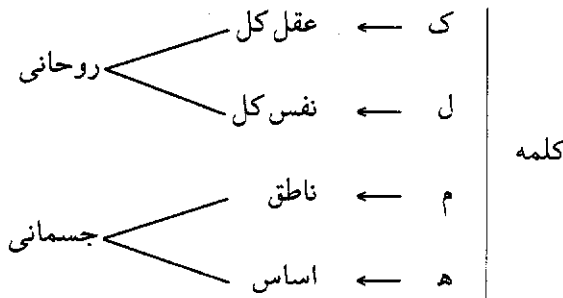 ک ← عقل کل
روحانی
ل ← نفس کل
کلمه
م ← ناطق
جسمانی
ه ← اساس